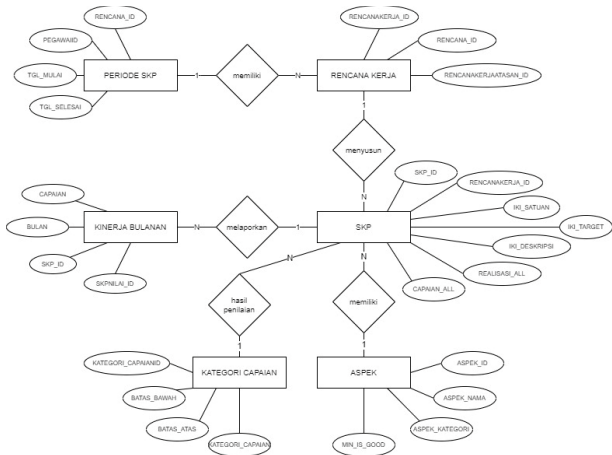 RENCANA_ID
PEGAWAIID
TGL_MULAI
TGL_SELESAI
PERIODE SKP
1
memiliki
N
RENCANA KERJA
RENCANAKERJA_ID
RENCANA_ID
RENCANAKERJAATASAN_ID
1
menyusun
N
CAPAIAN
BULAN
SKP_ID
SKPNILAI_ID
KINERJA BULANAN
N
melaporkan
1
SKP
SKP_ID
RENCANAKERJA_ID
IKI_SATUAN
IKI_TARGET
IKI_DESKRIPSI
REALISASI_ALL
CAPAIAN_ALL
N
hasil
penilaian
1
N
memiliki
1
KATEGORI CAPAIAN
KATEGORI_CAPAIANID
BATAS_BAWAH
BATAS_ATAS
KATEGORI_CAPAIAN
ASPEK
ASPEK_ID
ASPEK_NAMA
ASPEK_KATEGORI
MIN_IS_GOOD